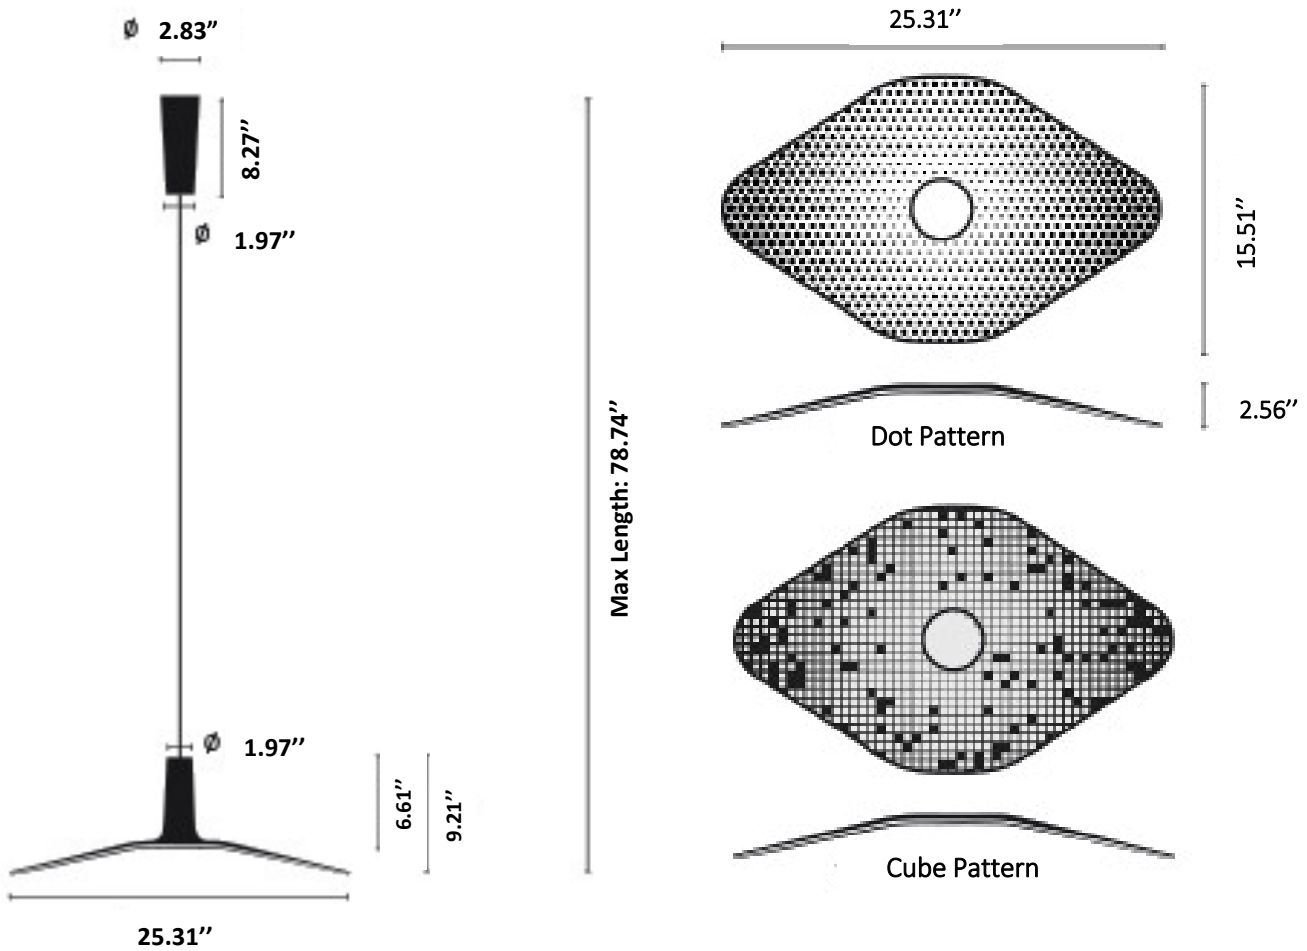 Ø 2.83”
8.27’’
Ø 1.97’’
Max Length: 78.74’’
Ø 1.97’’
6.61’’
9.21’’
25.31’’
25.31’’
15.51’’
2.56’’
Dot Pattern
Cube Pattern